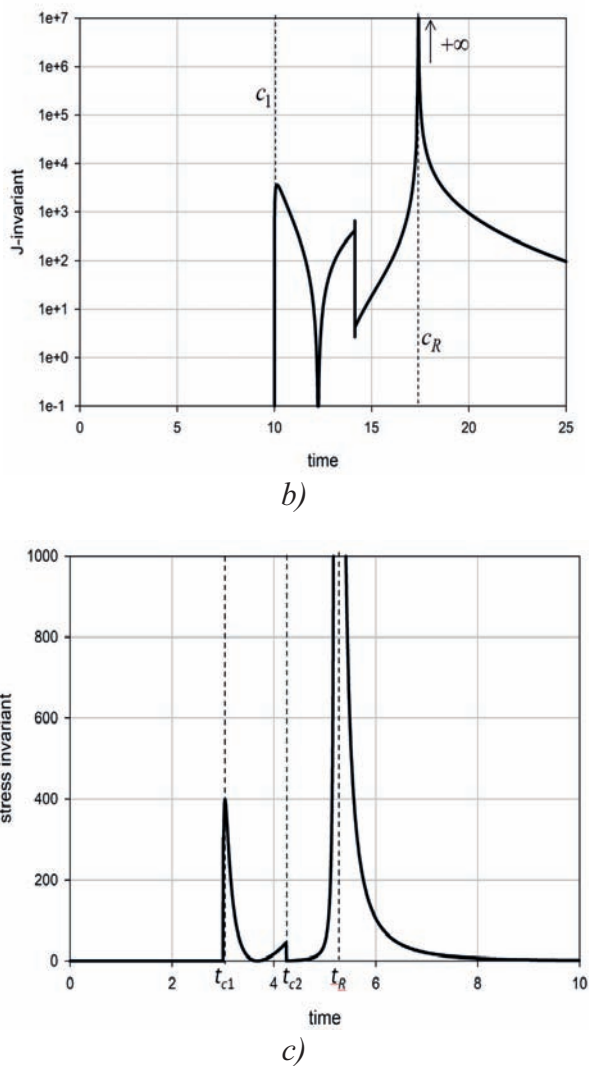 1e+7
1e+6
1e+5
1e+4
1e+3
1e+2
1e+1
1e+0
1e-1
J-invariant
c1
+∞
cR
0 5 10 15 20 25
time
b)
1000
800
600
400
200
0
stress invariant
0 2 4 6 8 10
tc1 tc2 tR
time
c)